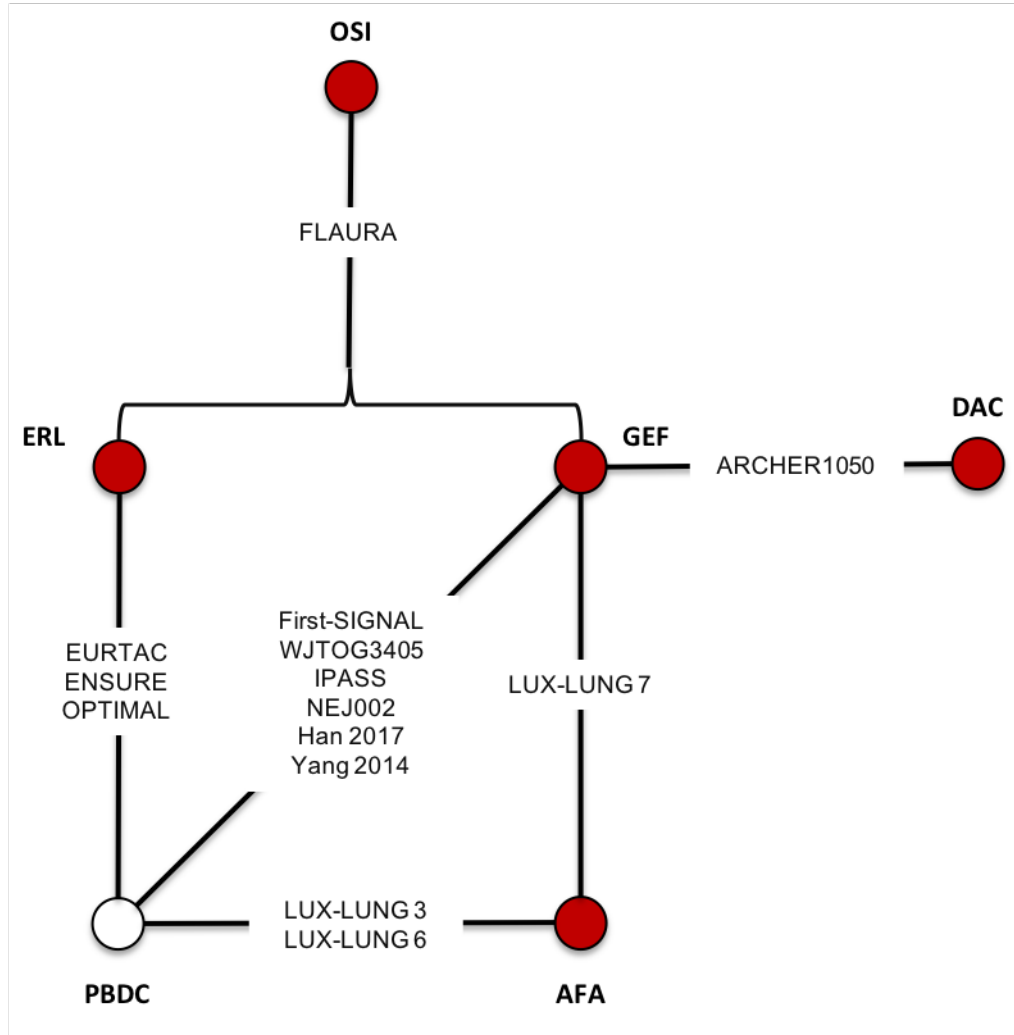 OSI
FLAURA
DAC
ERL
GEF
ARCHER1050
First-SIGNAL
WJTOG3405
IPASS
NEJ002
Han 2017
Yang 2014
EURTAC
ENSURE
OPTIMAL
LUX-LUNG 7
LUX-LUNG 3
LUX-LUNG 6
PBDC
AFA